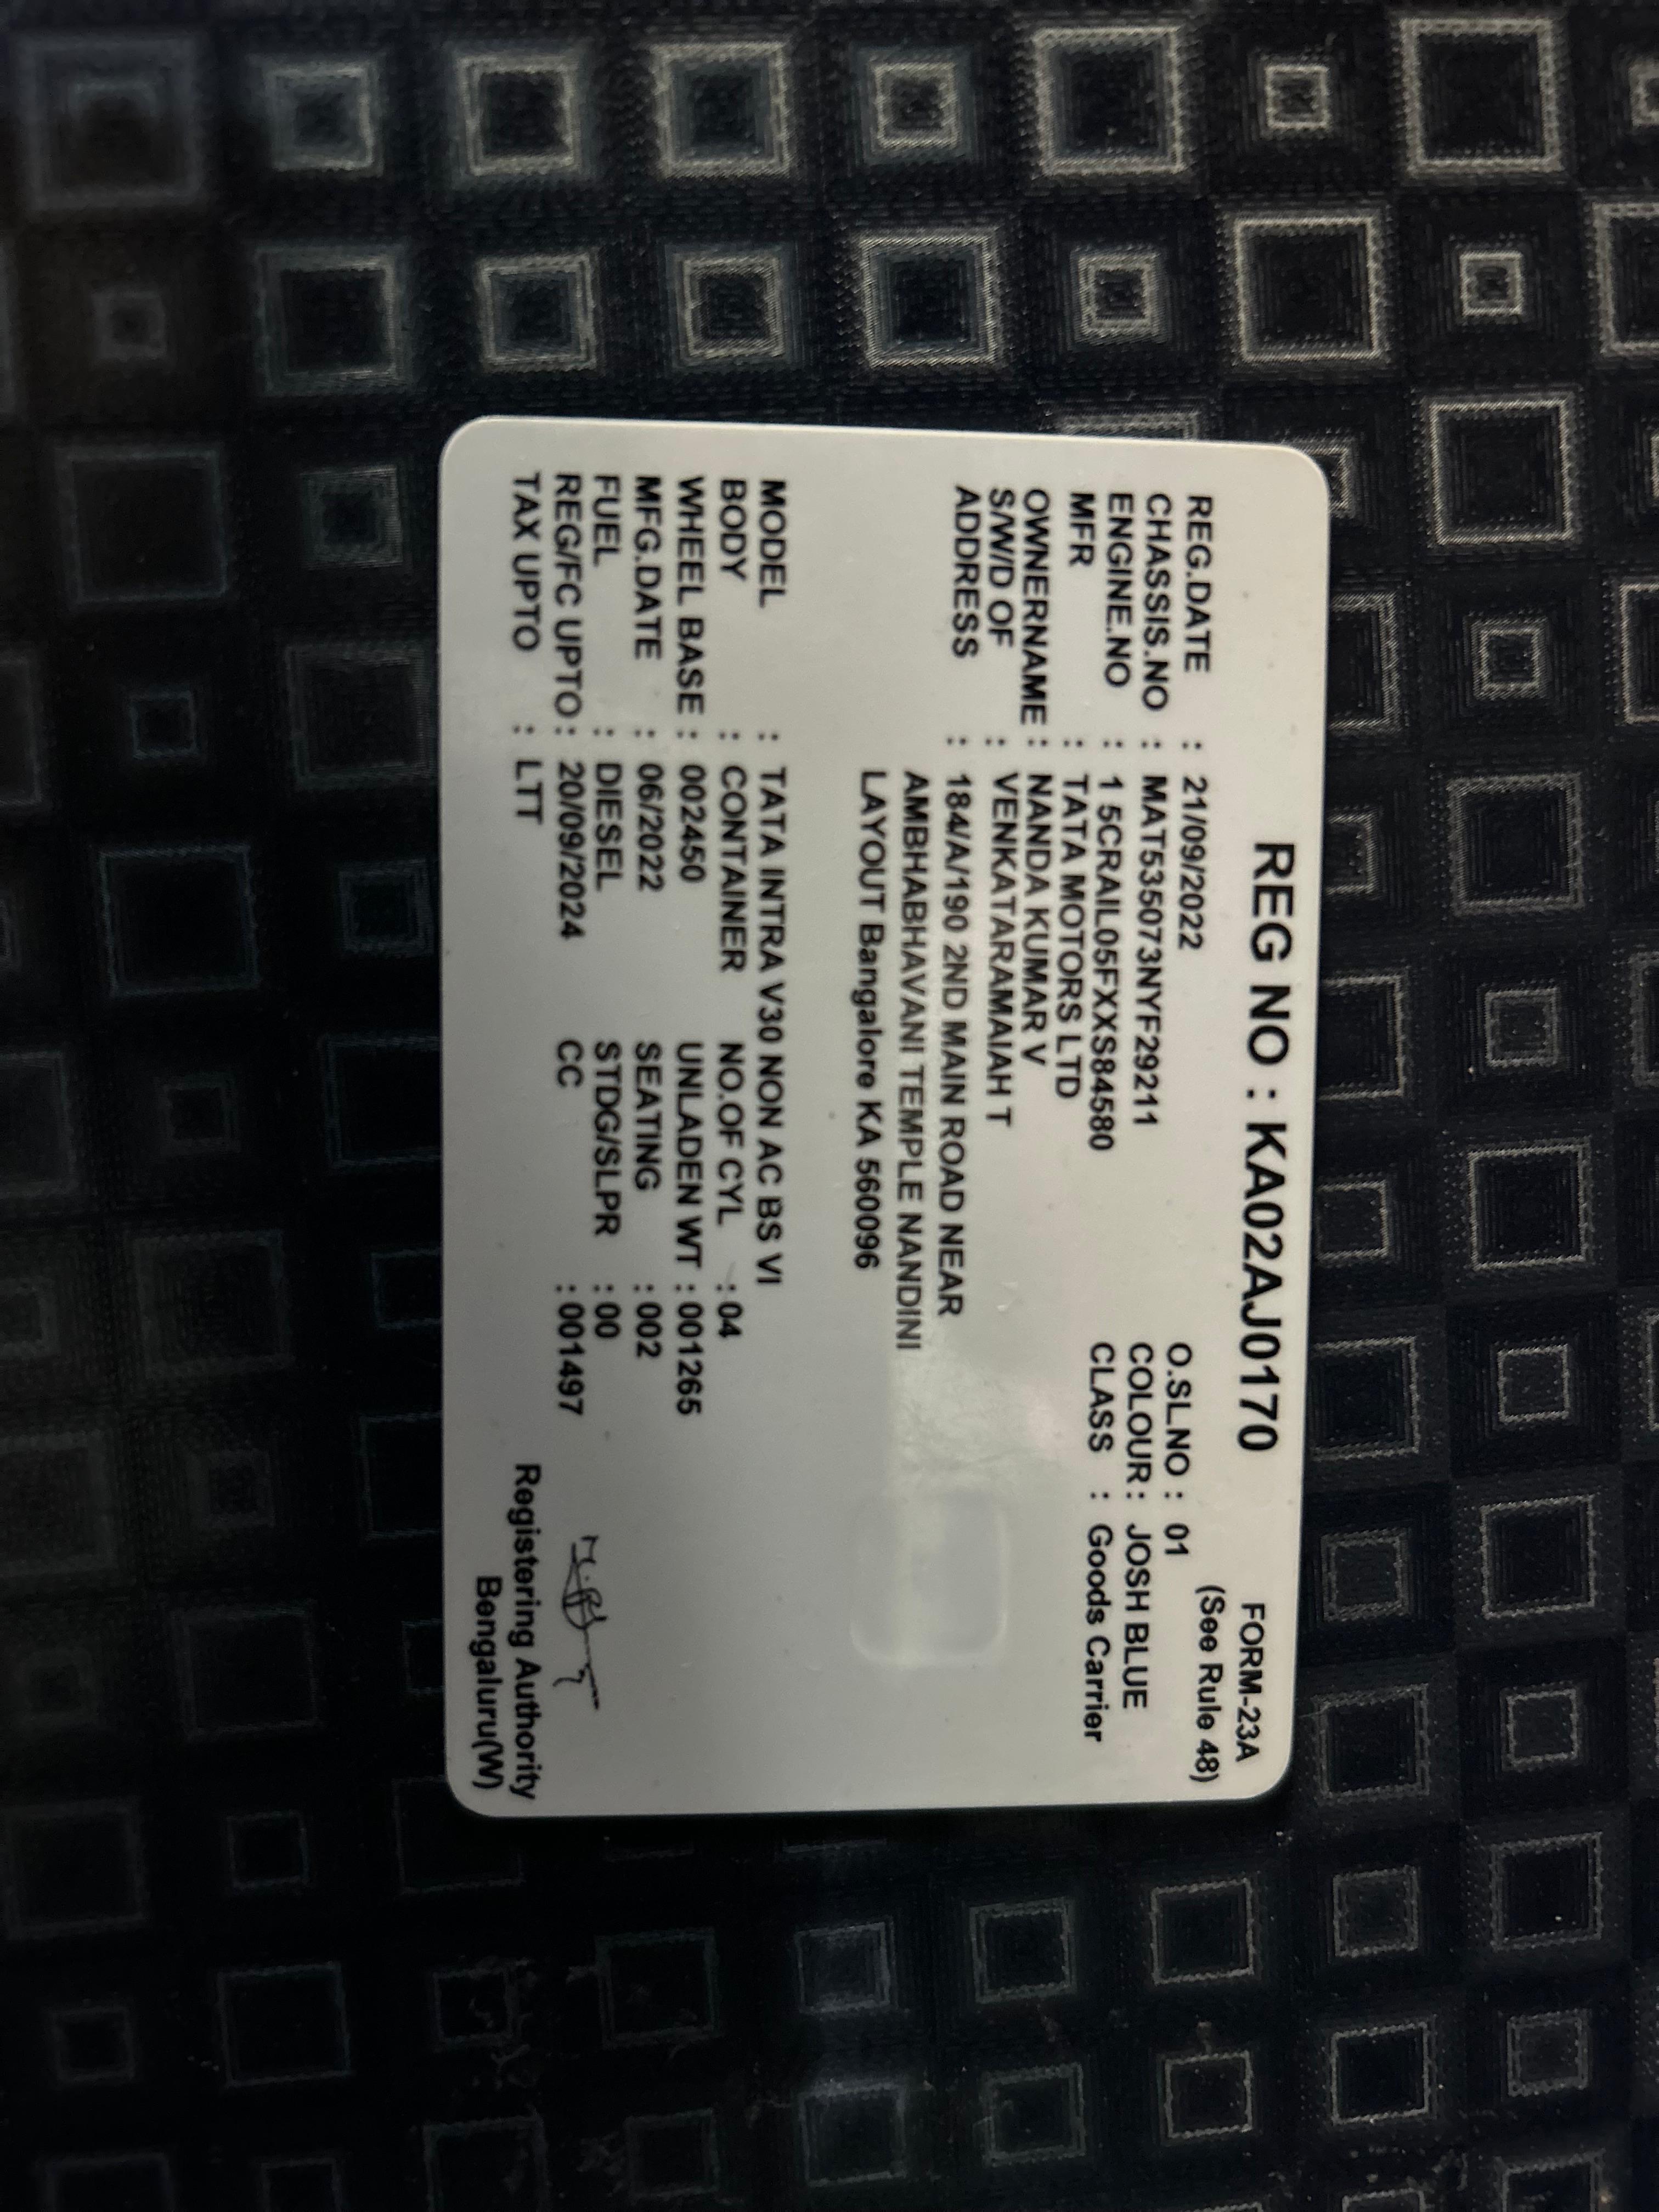 FORM-23A
REG NO : KA02AJ0170 (See Rule 48)
REG.DATE : 21/09/2022 O.SL.NO : 01
CHASSIS.NO : MAT535073NYF29211 COLOUR : JOSH BLUE
ENGINE.NO : 1 5CRAIL05FXXS84580 CLASS : Goods Carrier
MFR : TATA MOTORS LTD
OWNERNAME : NANDA KUMAR V
S/W/D OF : VENKATARAMAIAH T
ADDRESS : 184/A/190 2ND MAIN ROAD NEAR
AMBHABHAVANI TEMPLE NANDINI
LAYOUT Bangalore KA 560096
MODEL : TATA INTRA V30 NON AC BS VI
BODY : CONTAINER NO.OF CYL : 04
WHEEL BASE : 002450 UNLADEN WT : 001265
MFG.DATE : 06/2022 SEATING : 002
FUEL : DIESEL STDG/SLPR : 00
REG/FC UPTO : 20/09/2024 CC : 001497
TAX UPTO : LTT
Registering Authority
Bengaluru(W)